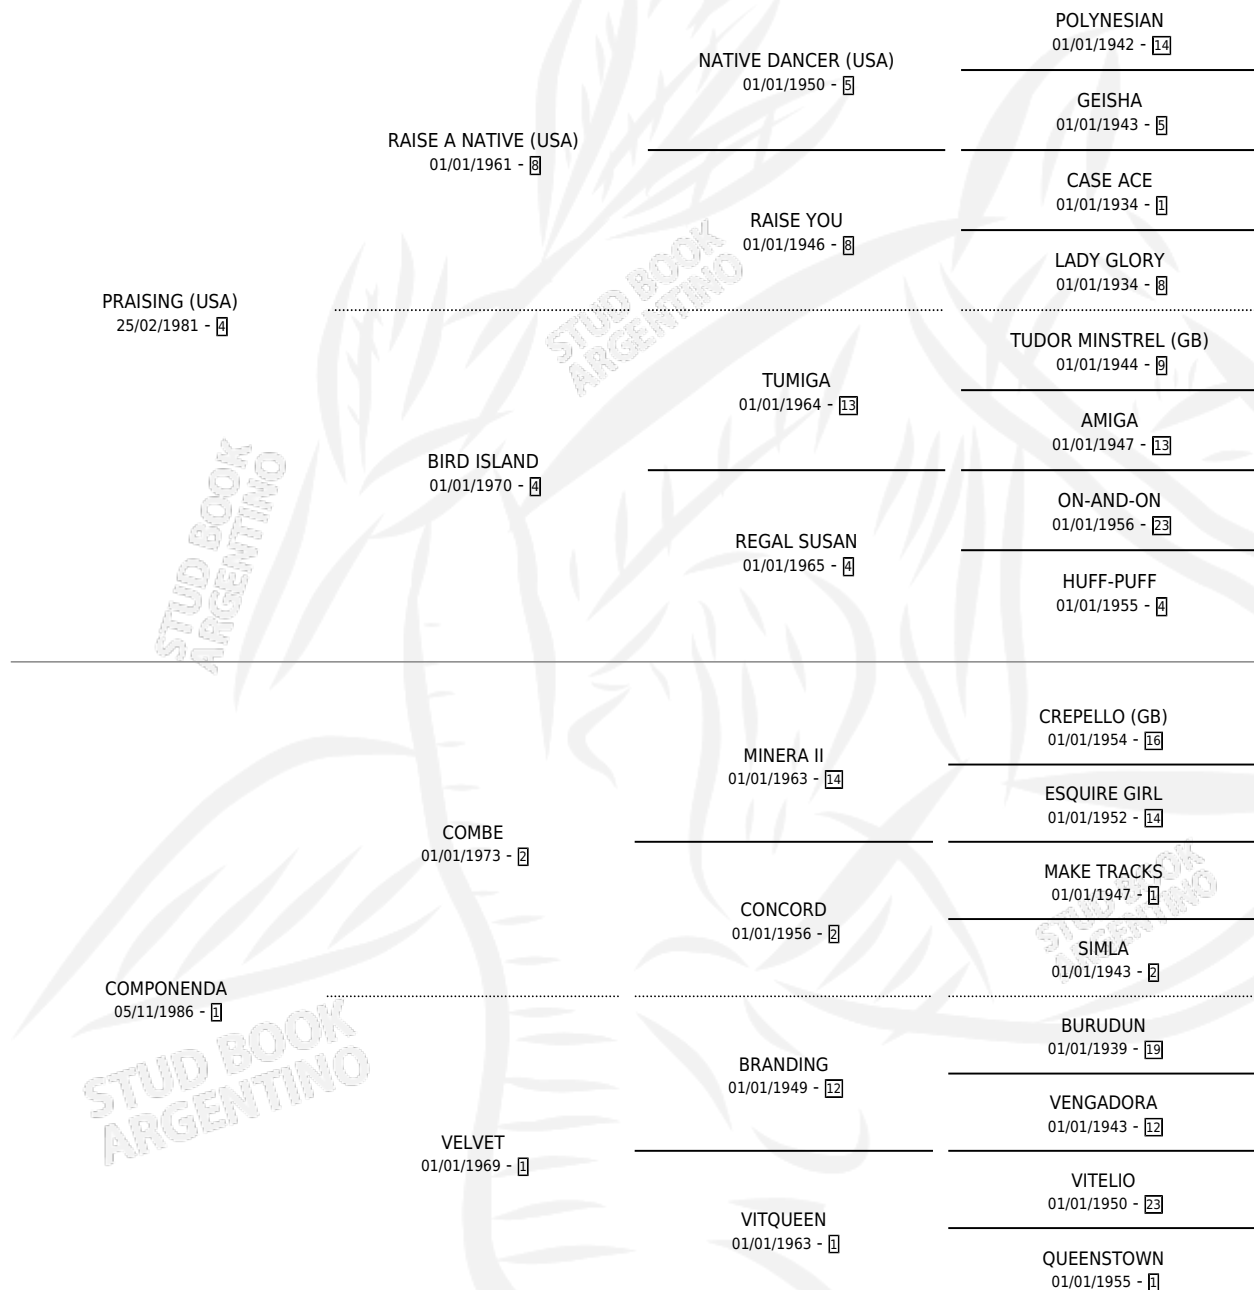 POLYNESIAN
01/01/1942 - 14
NATIVE DANCER (USA)
01/01/1950 - 5
GEISHA
01/01/1943 - 5
RAISE A NATIVE (USA)
01/01/1961 - 8
CASE ACE
01/01/1934 - 1
RAISE YOU
01/01/1946 - 8
LADY GLORY
01/01/1934 - 8
PRAISING (USA)
25/02/1981 - 4
STUD BOOK
ARGENTINO
TUDOR MINSTREL (GB)
01/01/1944 - 9
TUMIGA
01/01/1964 - 13
AMIGA
01/01/1947 - 13
BIRD ISLAND
01/01/1970 - 4
ON-AND-ON
01/01/1956 - 23
REGAL SUSAN
01/01/1965 - 4
HUFF-PUFF
01/01/1955 - 4
STUD BOOK
ARGENTINO
CREPELLO (GB)
01/01/1954 - 16
MINERA II
01/01/1963 - 14
ESQUIRE GIRL
01/01/1952 - 14
COMBE
01/01/1973 - 2
MAKE TRACKS
01/01/1947 - 1
CONCORD
01/01/1956 - 2
SIMLA
01/01/1943 - 2
STUD BOOK
ARGENTINO
COMPONENDA
05/11/1986 - 1
STUD BOOK
ARGENTINO
BURUDUN
01/01/1939 - 19
BRANDING
01/01/1949 - 12
VENGADORA
01/01/1943 - 12
VELVET
01/01/1969 - 1
VITELIO
01/01/1950 - 23
VITQUEEN
01/01/1963 - 1
QUEENSTOWN
01/01/1955 - 1